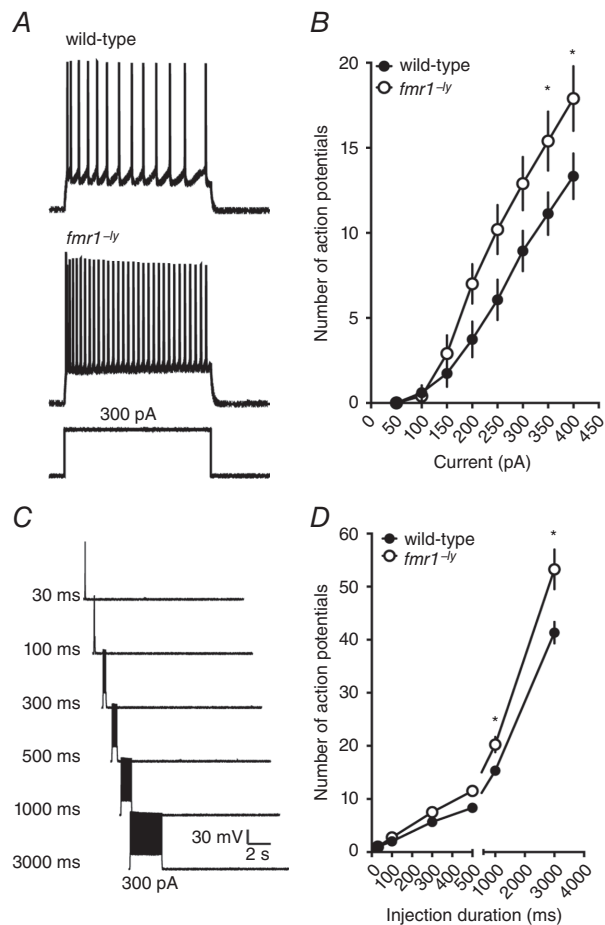 A
wild-type
fmr1⁻ˡʸ
300 pA
B
wild-type
fmr1⁻ˡʸ
*
*
Number of action potentials
20
15
10
5
0
0 50 100 150 200 250 300 350 400 450
Current (pA)
C
30 ms
100 ms
300 ms
500 ms
1000 ms
3000 ms
30 mV
2 s
300 pA
D
wild-type
fmr1⁻ˡʸ
*
*
Number of action potentials
60
50
40
30
20
10
0
0 100 200 300 400 500 1000 2000 3000 4000
Injection duration (ms)